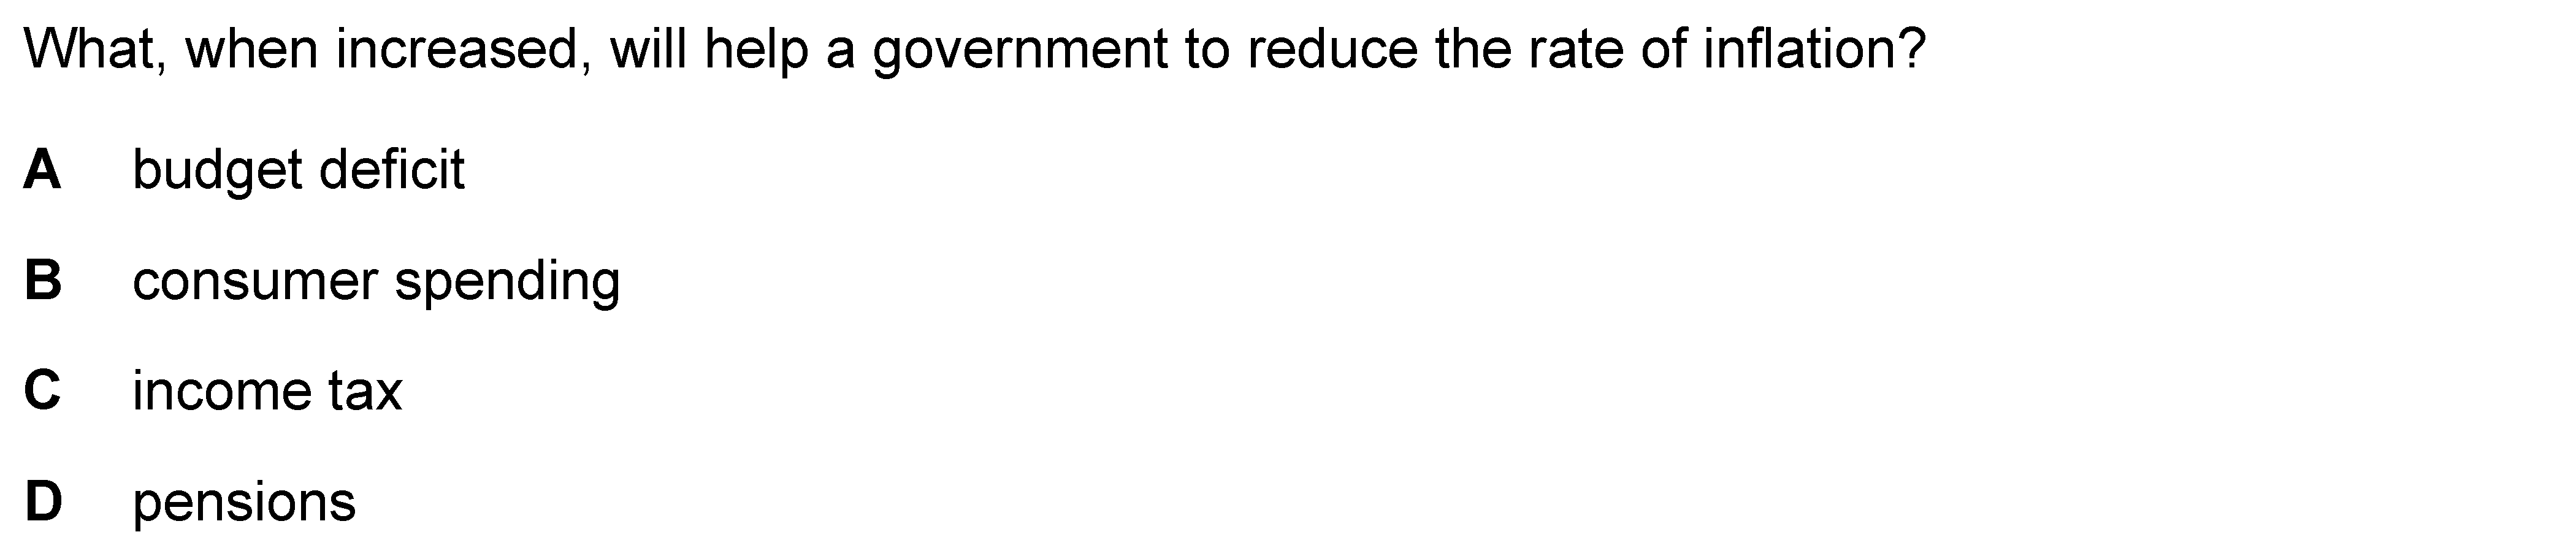 What, when increased, will help a government to reduce the rate of inflation?
A budget deficit
B consumer spending
C income tax
D pensions